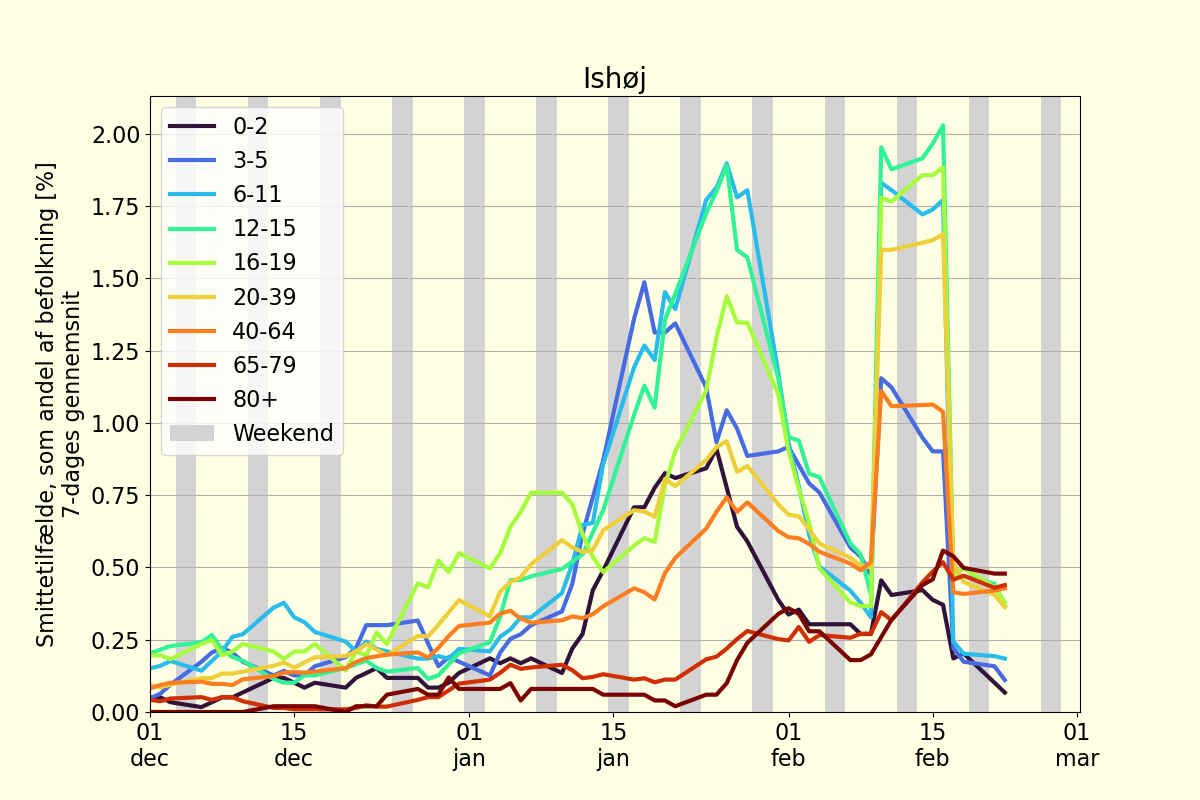 Ishøj
Smittetilfælde, som andel af befolkning [%]
7-dages gennemsnit
2.00
1.75
1.50
1.25
1.00
0.75
0.50
0.25
0.00
0-2
3-5
6-11
12-15
16-19
20-39
40-64
65-79
80+
Weekend
01
dec
15
dec
01
jan
15
jan
01
feb
15
feb
01
mar